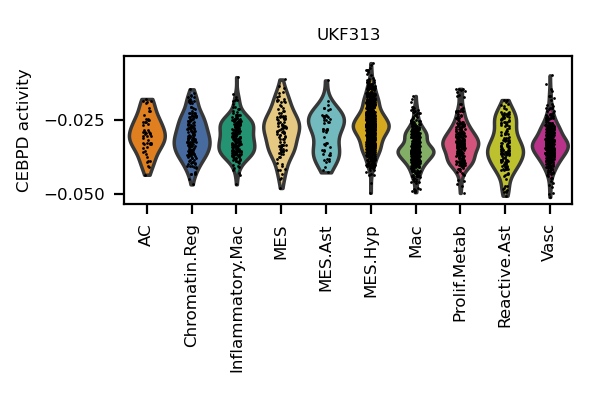 UKF313
CEBPD activity
−0.025
−0.050
AC
Chromatin.Reg
Inflammatory.Mac
MES
MES.Ast
MES.Hyp
Mac
Prolif.Metab
Reactive.Ast
Vasc